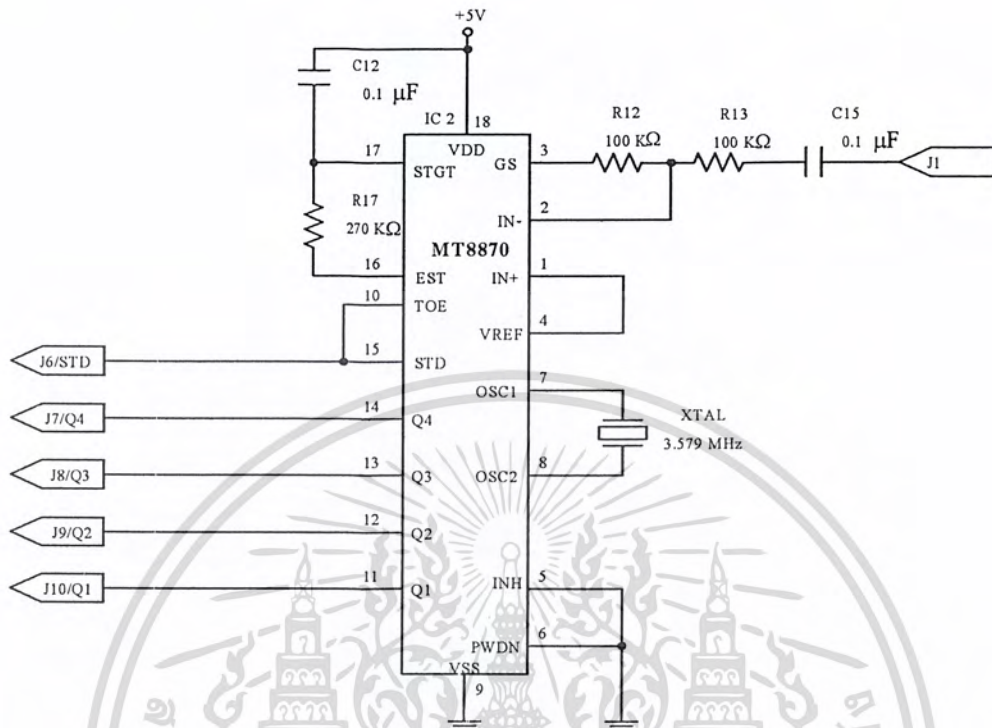 +5V
C12
0.1 µF
IC 2
18
VDD
17
STGT
R17
270 KΩ
16
EST
10
TOE
J6/STD
15
STD
J7/Q4
14
Q4
J8/Q3
13
Q3
J9/Q2
12
Q2
J10/Q1
11
Q1
MT8870
3
GS
R12
100 KΩ
R13
100 KΩ
C15
0.1 µF
J1
2
IN-
1
IN+
4
VREF
7
OSC1
XTAL
3.579 MHz
8
OSC2
5
INH
6
PWDN
VSS
9